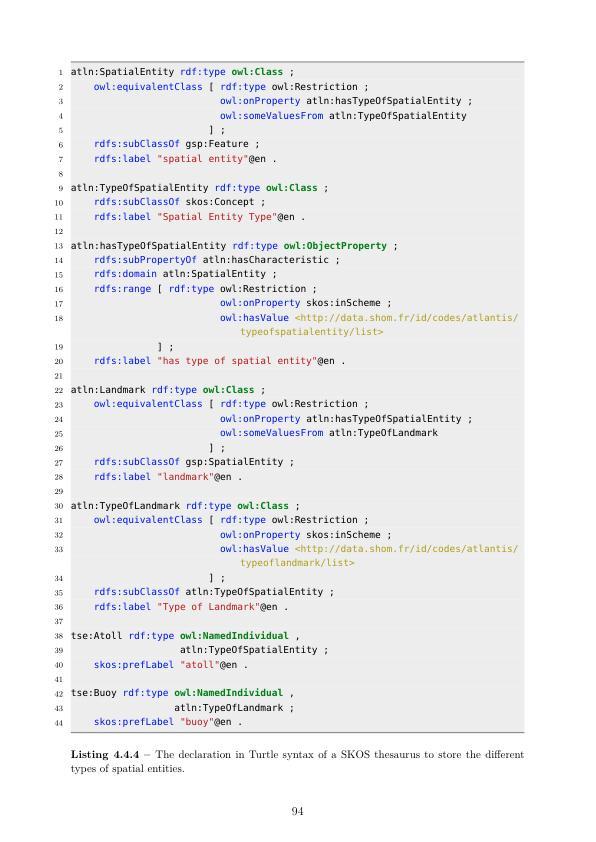 1 atln:SpatialEntity rdf:type owl:Class ;
2 owl:equivalentClass [ rdf:type owl:Restriction ;
3 owl:onProperty atln:hasTypeOfSpatialEntity ;
4 owl:someValuesFrom atln:TypeOfSpatialEntity
5 ] ;
6 rdfs:subClassOf gsp:Feature ;
7 rdfs:label "spatial entity"@en .
8
9 atln:TypeOfSpatialEntity rdf:type owl:Class ;
10 rdfs:subClassOf skos:Concept ;
11 rdfs:label "Spatial Entity Type"@en .
12
13 atln:hasTypeOfSpatialEntity rdf:type owl:ObjectProperty ;
14 rdfs:subPropertyOf atln:hasCharacteristic ;
15 rdfs:domain atln:SpatialEntity ;
16 rdfs:range [ rdf:type owl:Restriction ;
17 owl:onProperty skos:inScheme ;
18 owl:hasValue <http://data.shom.fr/id/codes/atlantis/
typeofspatialentity/list>
19 ] ;
20 rdfs:label "has type of spatial entity"@en .
21
22 atln:Landmark rdf:type owl:Class ;
23 owl:equivalentClass [ rdf:type owl:Restriction ;
24 owl:onProperty atln:hasTypeOfSpatialEntity ;
25 owl:someValuesFrom atln:TypeOfLandmark
26 ] ;
27 rdfs:subClassOf gsp:SpatialEntity ;
28 rdfs:label "landmark"@en .
29
30 atln:TypeOfLandmark rdf:type owl:Class ;
31 owl:equivalentClass [ rdf:type owl:Restriction ;
32 owl:onProperty skos:inScheme ;
33 owl:hasValue <http://data.shom.fr/id/codes/atlantis/
typeoflandmark/list>
34 ] ;
35 rdfs:subClassOf atln:TypeOfSpatialEntity ;
36 rdfs:label "Type of Landmark"@en .
37
38 tse:Atoll rdf:type owl:NamedIndividual ,
39 atln:TypeOfSpatialEntity ;
40 skos:prefLabel "atoll"@en .
41
42 tse:Buoy rdf:type owl:NamedIndividual ,
43 atln:TypeOfLandmark ;
44 skos:prefLabel "buoy"@en .
Listing 4.4.4 – The declaration in Turtle syntax of a SKOS thesaurus to store the different
types of spatial entities.
94